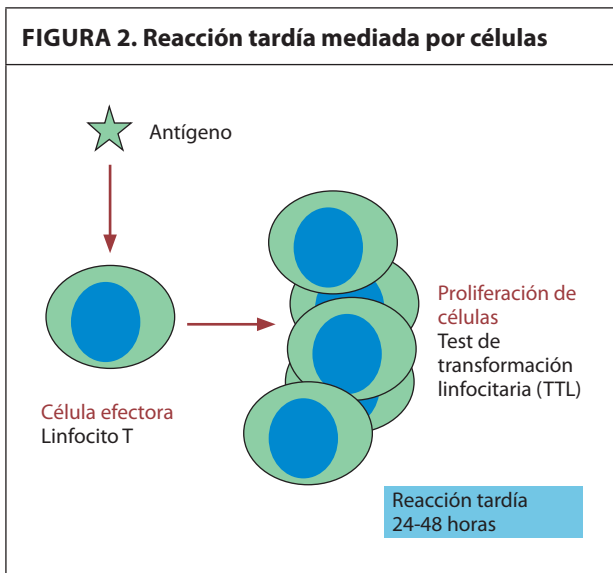 FIGURA 2. Reacción tardía mediada por células
Antígeno
Célula efectora
Linfocito T
Proliferación de
células
Test de
transformación
linfocitaria (TTL)
Reacción tardía
24-48 horas